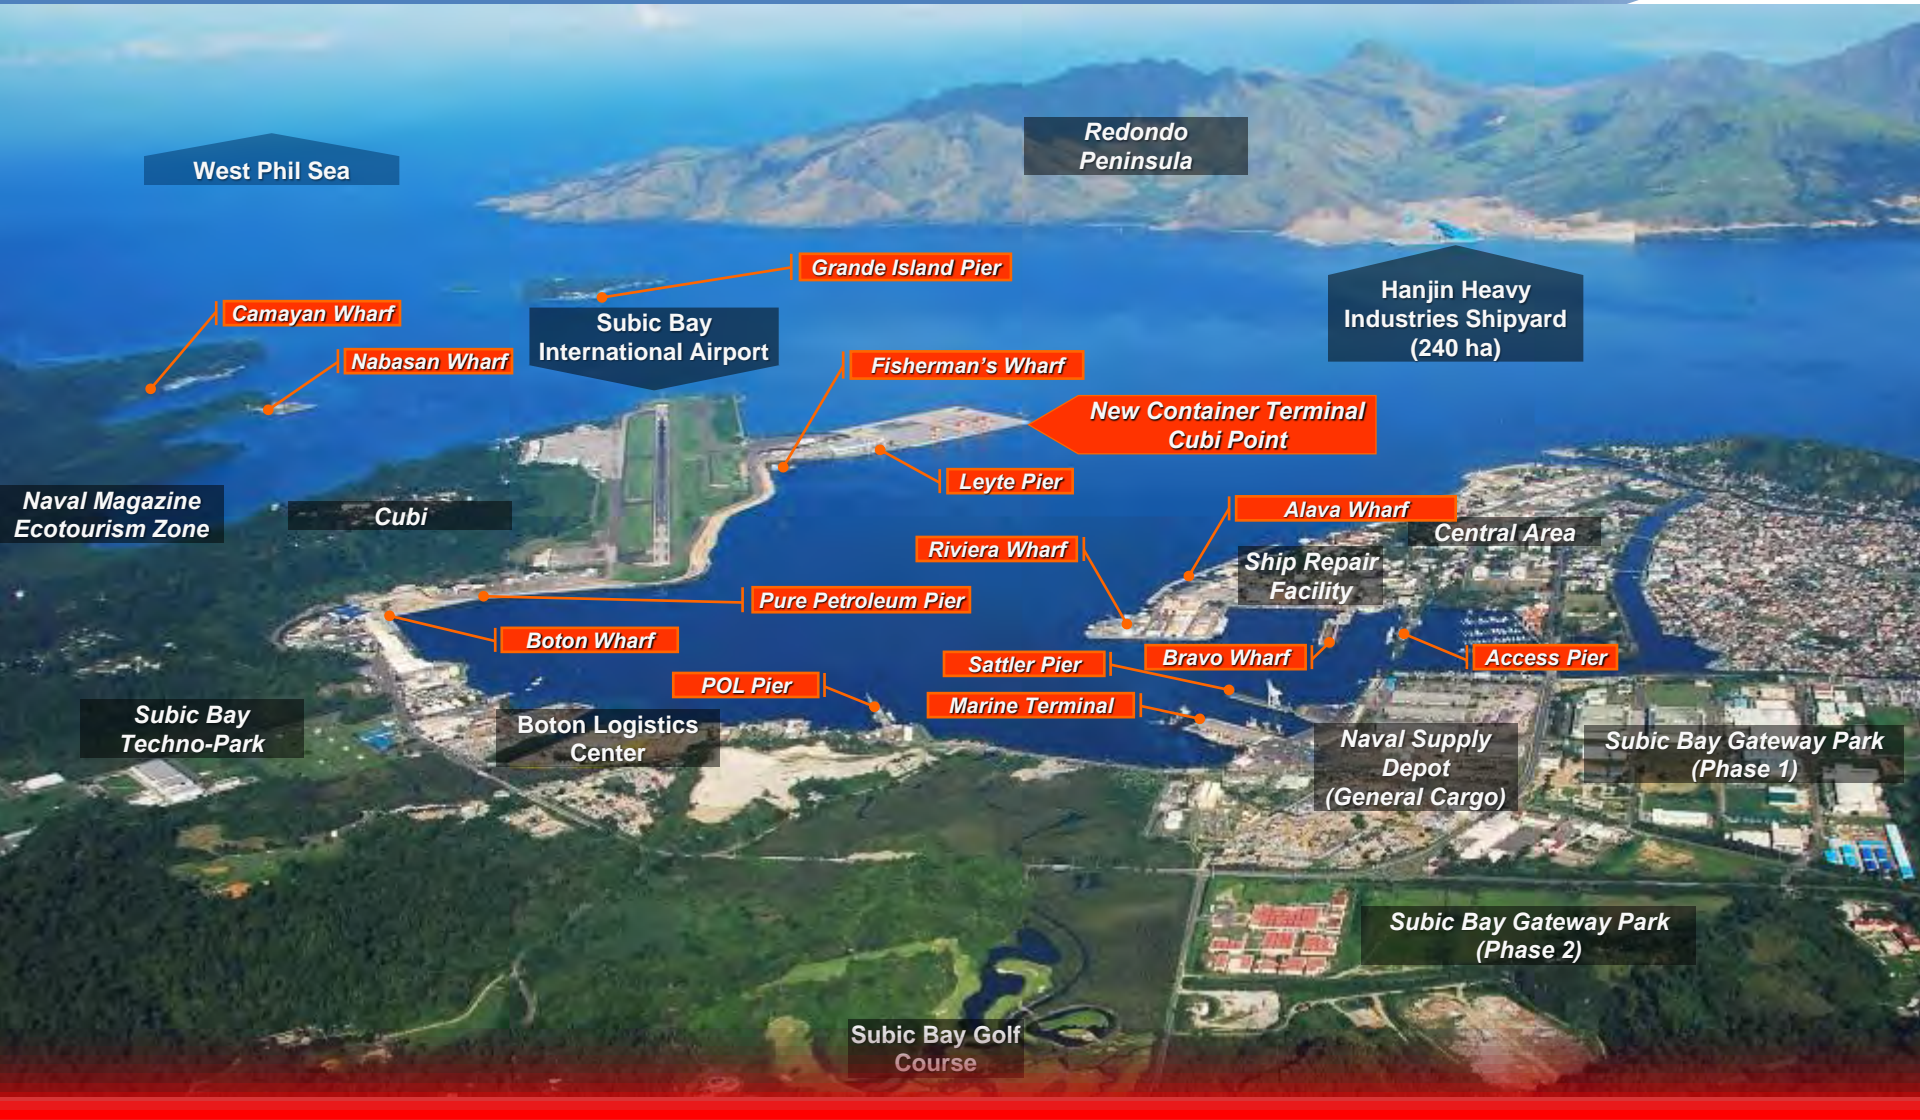 Redondo
Peninsula
West Phil Sea
Grande Island Pier
Hanjin Heavy
Industries Shipyard
(240 ha)
Camayan Wharf
Subic Bay
International Airport
Nabasan Wharf
Fisherman's Wharf
New Container Terminal
Cubi Point
Leyte Pier
Naval Magazine
Ecotourism Zone
Cubi
Alava Wharf
Central Area
Riviera Wharf
Ship Repair
Facility
Pure Petroleum Pier
Boton Wharf
Sattler Pier
Bravo Wharf
Access Pier
POL Pier
Marine Terminal
Subic Bay
Techno-Park
Boton Logistics
Center
Naval Supply
Depot
(General Cargo)
Subic Bay Gateway Park
(Phase 1)
Subic Bay Gateway Park
(Phase 2)
Subic Bay Golf
Course